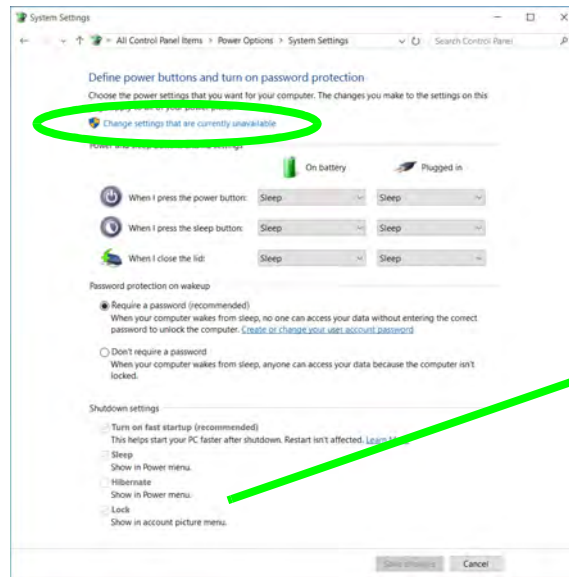 System Settings
All Control Panel Items > Power Options > System Settings
Search Control Panel
Define power buttons and turn on password protection
Choose the power settings that you want for your computer. The changes you make to the settings on this
Change settings that are currently unavailable
On battery
Plugged in
When I press the power button: Sleep Sleep
When I press the sleep button: Sleep Sleep
When I close the lid: Sleep Sleep
Password protection on wakeup
Require a password (recommended)
When your computer wakes from sleep, no one can access your data without entering the correct
password to unlock the computer. Create or change your user account password
Don't require a password
When your computer wakes from sleep, anyone can access your data because the computer isn't
locked.
Shutdown settings
Turn on fast startup (recommended)
This helps start your PC faster after shutdown. Restart isn't affected. Learn More
Sleep
Show in Power menu.
Hibernate
Show in Power menu.
Lock
Show in account picture menu.
Save changes
Cancel